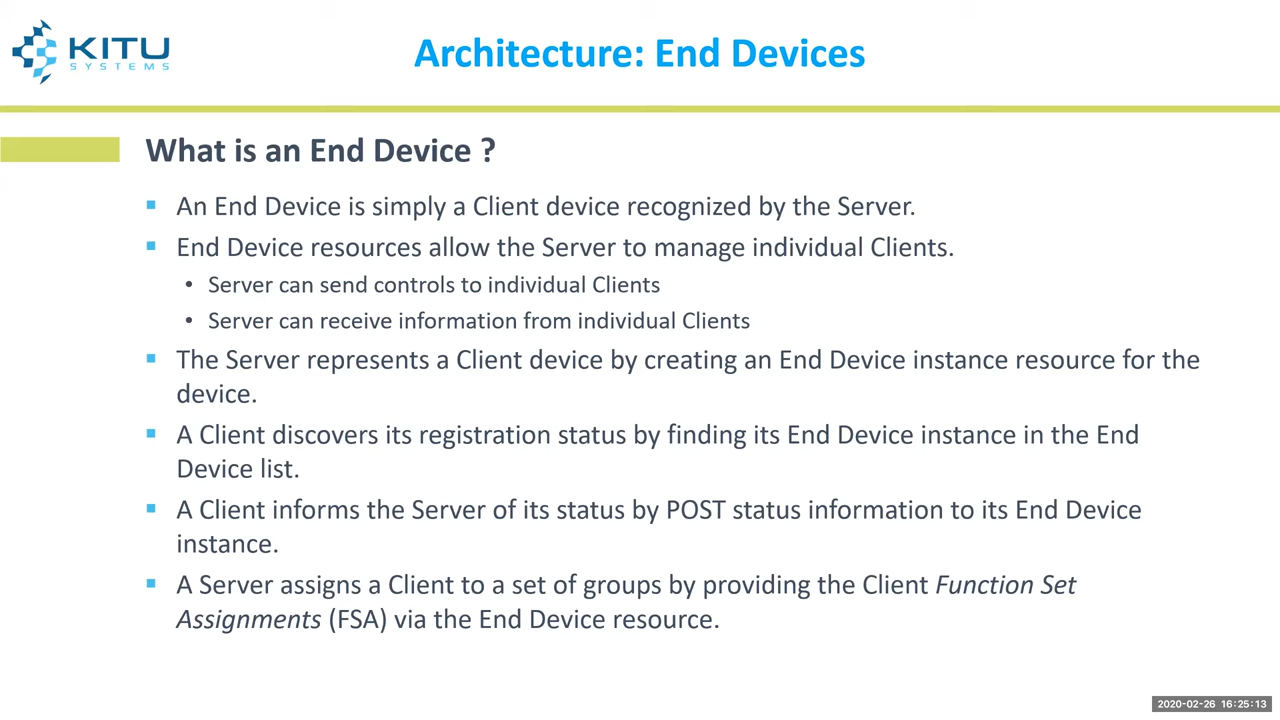 KITU
SYSTEMS
Architecture: End Devices
What is an End Device ?
An End Device is simply a Client device recognized by the Server.
End Device resources allow the Server to manage individual Clients.
• Server can send controls to individual Clients
• Server can receive information from individual Clients
The Server represents a Client device by creating an End Device instance resource for the
device.
A Client discovers its registration status by finding its End Device instance in the End
Device list.
A Client informs the Server of its status by POST status information to its End Device
instance.
A Server assigns a Client to a set of groups by providing the Client Function Set
Assignments (FSA) via the End Device resource.
2020-02-26 16:25:13